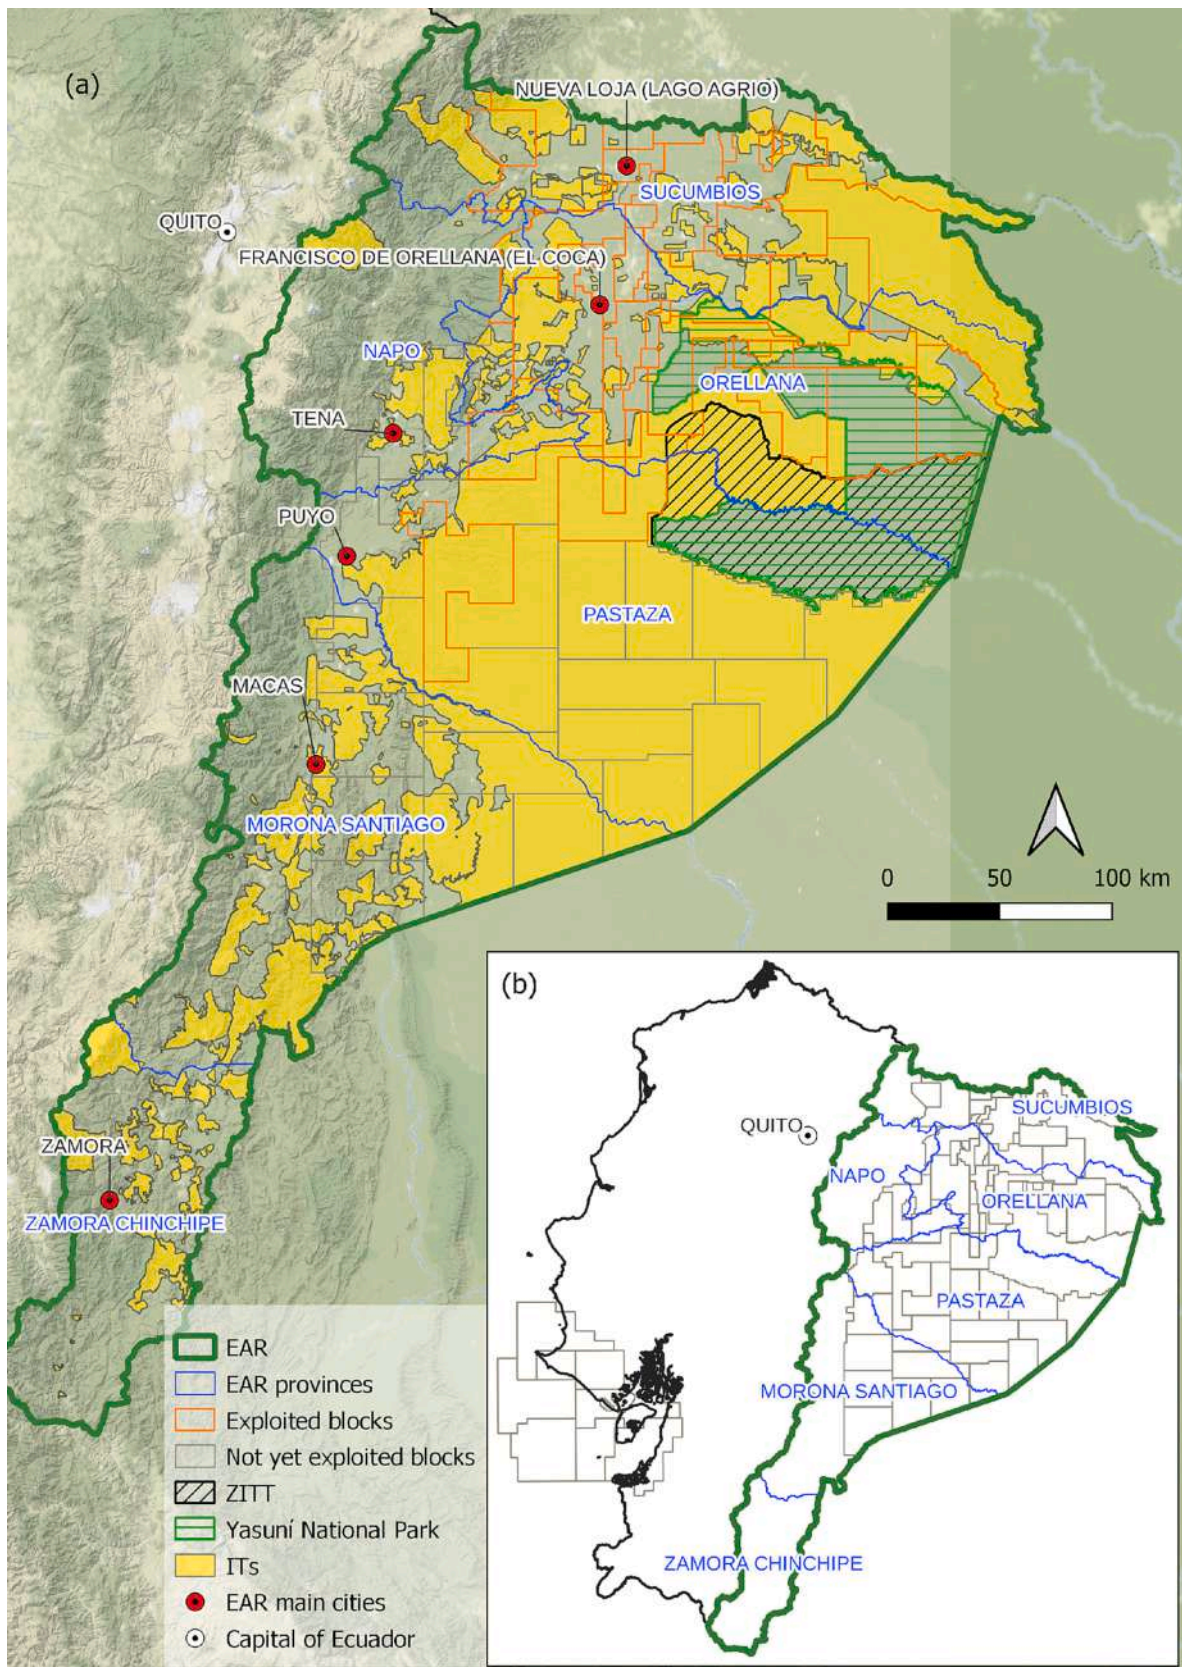 (a)
NUEVA LOJA (LAGO AGRIO)
SUCUMBIOS
QUITO
FRANCISCO DE ORELLANA (EL COCA)
NAPO
ORELLANA
TENA
PUYO
PASTAZA
MACAS
MORONA SANTIAGO
0 50 100 km
ZAMORA
ZAMORA CHINCHIPE
EAR
EAR provinces
Exploited blocks
Not yet exploited blocks
ZITT
Yasuní National Park
ITs
EAR main cities
Capital of Ecuador
(b)
SUCUMBIOS
QUITO
NAPO
ORELLANA
PASTAZA
MORONA SANTIAGO
ZAMORA CHINCHIPE